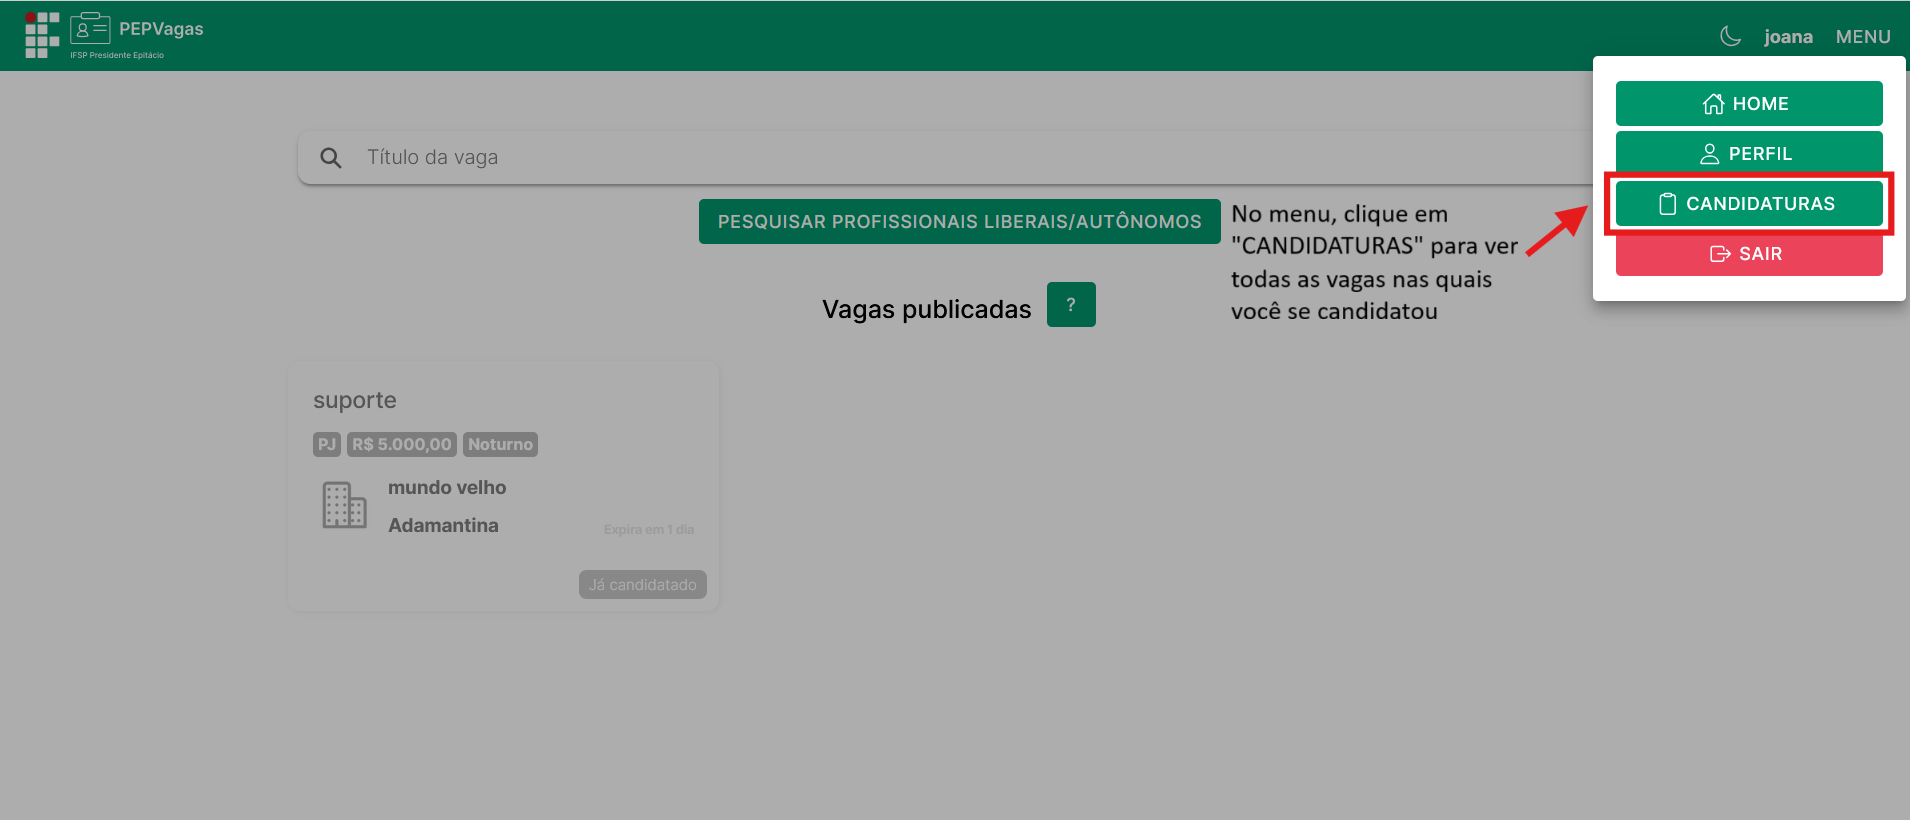 PEPVagas
IFSP Presidente Epitácio
joana
MENU
HOME
PERFIL
CANDIDATURAS
SAIR
Título da vaga
PESQUISAR PROFISSIONAIS LIBERAIS/AUTÔNOMOS
No menu, clique em
"CANDIDATURAS" para ver
todas as vagas nas quais
você se candidatou
Vagas publicadas
?
suporte
PJ
R$ 5.000,00
Noturno
mundo velho
Adamantina
Expira em 1 dia
Já candidatado